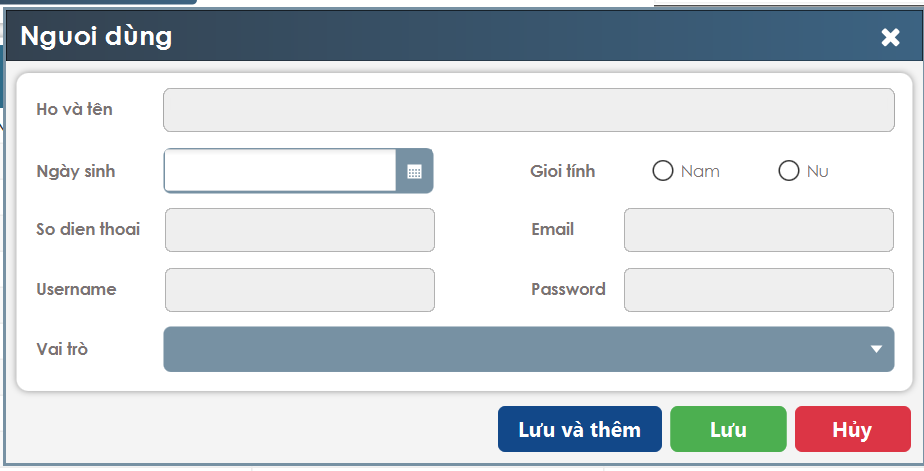 Nguoi dùng
Ho và tên
Ngày sinh
Gioi tính Nam Nu
So dien thoai
Email
Username
Password
Vai trò
Lưu và thêm
Lưu
Hủy